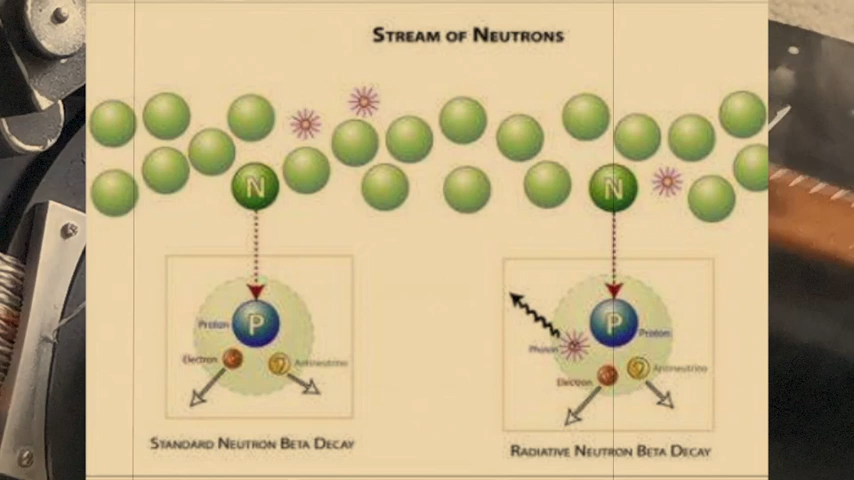 STREAM OF NEUTRONS
N
N
P
Proton
Electron
Antineutrino
P
Proton
Photon
Electron
Antineutrino
STANDARD NEUTRON BETA DECAY
RADIATIVE NEUTRON BETA DECAY